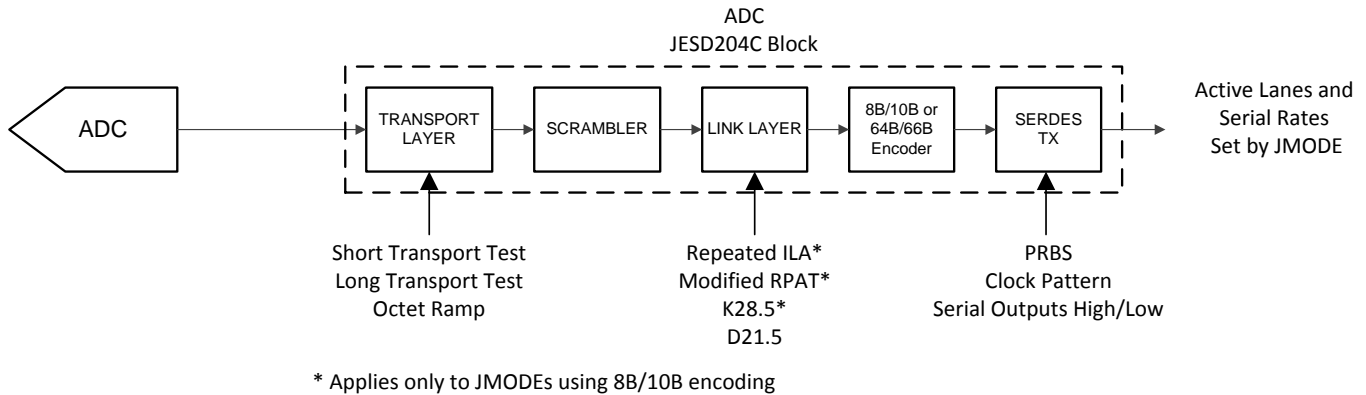 ADC
JESD204C Block
ADC
TRANSPORT
LAYER
SCRAMBLER
LINK LAYER
8B/10B or
64B/66B
Encoder
SERDES
TX
Active Lanes and
Serial Rates
Set by JMODE
Short Transport Test
Long Transport Test
Octet Ramp
Repeated ILA*
Modified RPAT*
K28.5*
D21.5
PRBS
Clock Pattern
Serial Outputs High/Low
* Applies only to JMODEs using 8B/10B encoding